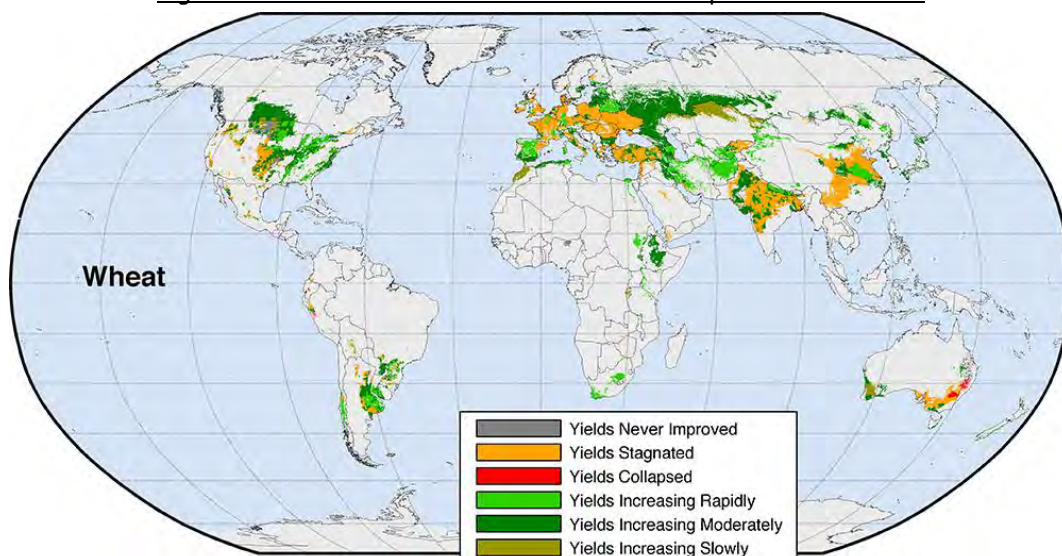 Wheat
Yields Never Improved
Yields Stagnated
Yields Collapsed
Yields Increasing Rapidly
Yields Increasing Moderately
Yields Increasing Slowly